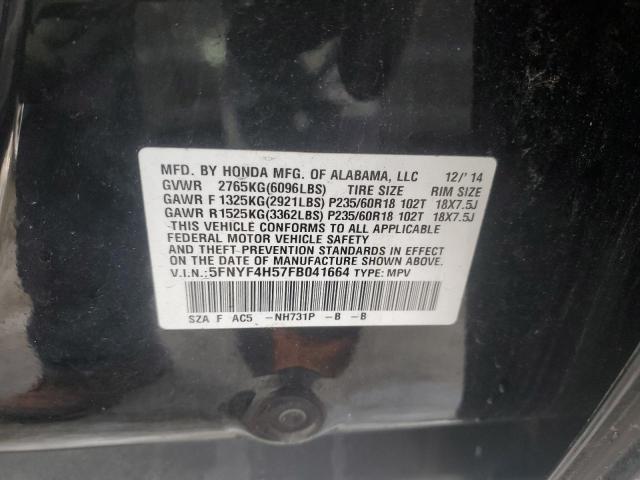 MFD. BY HONDA MFG. OF ALABAMA, LLC 12/'14
GVWR 2765KG(6096LBS) TIRE SIZE RIM SIZE
GAWR F 1325KG(2921LBS) P235/60R18 102T 18X7.5J
GAWR R 1525KG(3362LBS) P235/60R18 102T 18X7.5J
THIS VEHICLE CONFORMS TO ALL APPLICABLE
FEDERAL MOTOR VEHICLE SAFETY
AND THEFT PREVENTION STANDARDS IN EFFECT
ON THE DATE OF MANUFACTURE SHOWN ABOVE.
V.I.N.:5FNYF4H57FB041664 TYPE: MPV
SZA F AC5 -NH731P -B -B